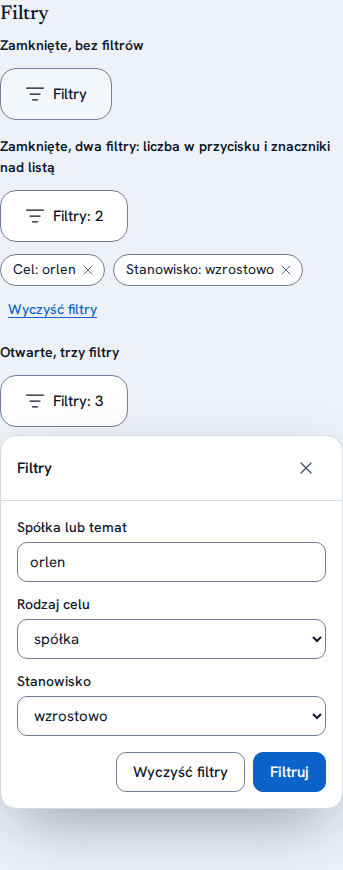 Filtry
Zamknięte, bez filtrów
Filtry
Zamknięte, dwa filtry: liczba w przycisku i znaczniki
nad listą
Filtry: 2
Cel: orlen
Stanowisko: wzrostowo
Wyczyść filtry
Otwarte, trzy filtry
Filtry: 3
Filtry
Spółka lub temat
orlen
Rodzaj celu
spółka
Stanowisko
wzrostowo
Wyczyść filtry
Filtruj